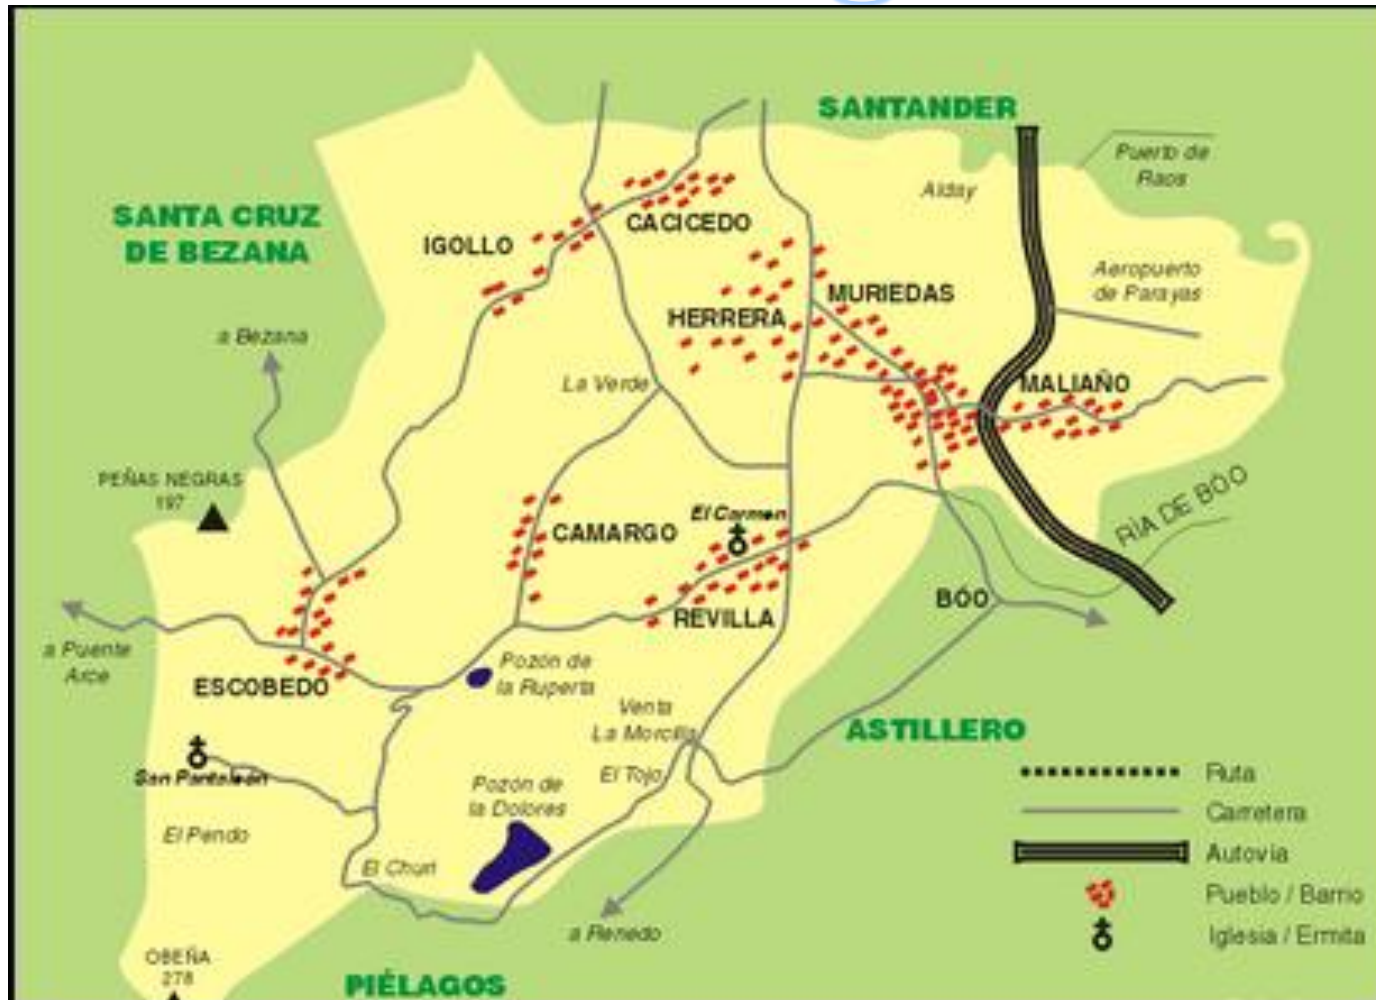 SANTANDER
Puerto de
Raos
Alday
SANTA CRUZ
DE BEZANA
CACICEDO
IGOLLO
Aeropuerto
de Parayas
MURIEDAS
HERRERA
a Bezana
La Verde
MALIAÑO
PEÑAS NEGRAS
197
El Carmen
CAMARGO
RÍA DE BÓO
BÓO
REVILLA
a Puente
Arce
Pozón de
la Ruperta
ESCOBEDO
Venta
La Morcilla
ASTILLERO
San Pantaleón
El Tojo
Pozón de
la Dolores
El Pendo
El Churi
a Renedo
OBEÑA
278
PIÉLAGOS
Ruta
Carretera
Autovía
Pueblo / Barrio
Iglesia / Ermita